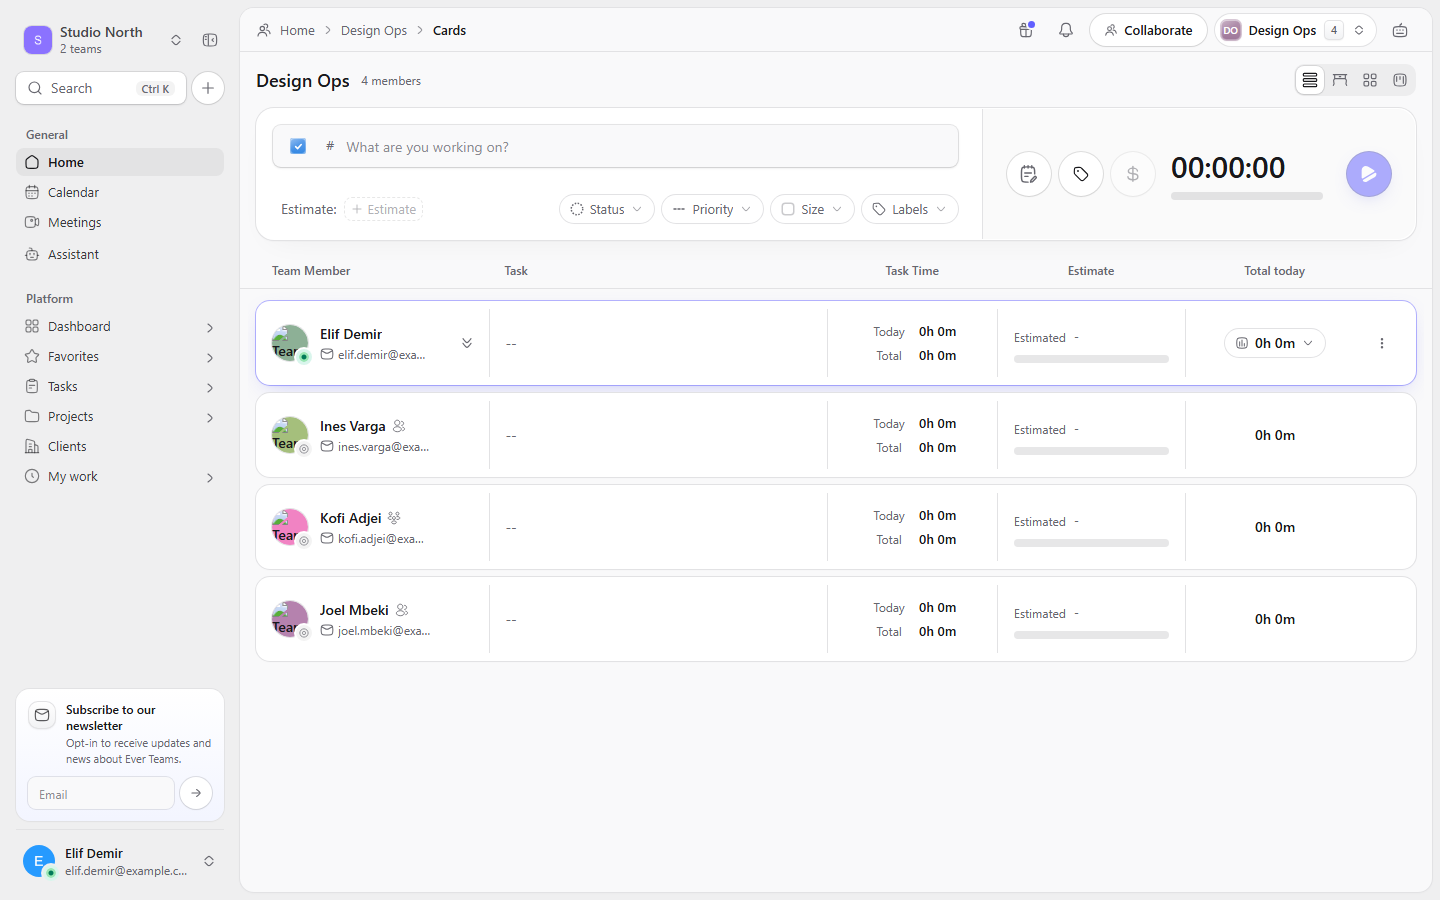 S
Studio North
2 teams
Search
Ctrl K
General
Home
Calendar
Meetings
Assistant
Platform
Dashboard
Favorites
Tasks
Projects
Clients
My work
Subscribe to our
newsletter
Opt-in to receive updates and
news about Ever Teams.
Email
E
Elif Demir
elif.demir@example.c...
Home
Design Ops
Cards
Collaborate
DO
Design Ops
4
Design Ops
4 members
# What are you working on?
Estimate:
+ Estimate
Status
Priority
Size
Labels
$
00:00:00
Team Member
Task
Task Time
Estimate
Total today
Elif Demir
elif.demir@exa...
--
Today 0h 0m
Total 0h 0m
Estimated -
0h 0m
Ines Varga
ines.varga@exa...
--
Today 0h 0m
Total 0h 0m
Estimated -
0h 0m
Kofi Adjei
kofi.adjei@exa...
--
Today 0h 0m
Total 0h 0m
Estimated -
0h 0m
Joel Mbeki
joel.mbeki@exa...
--
Today 0h 0m
Total 0h 0m
Estimated -
0h 0m